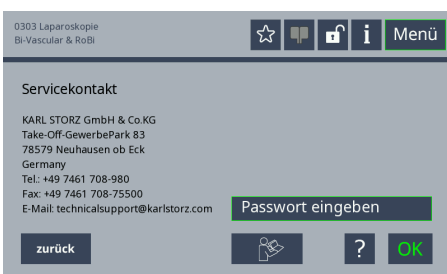 0303 Laparoskopie
Bi-Vascular & RoBi
Menü
Servicekontakt
KARL STORZ GmbH & Co.KG
Take-Off-GewerbePark 83
78579 Neuhausen ob Eck
Germany
Tel.: +49 7461 708-980
Fax: +49 7461 708-75500
E-Mail: technicalsupport@karlstorz.com
Passwort eingeben
zurück
?
OK